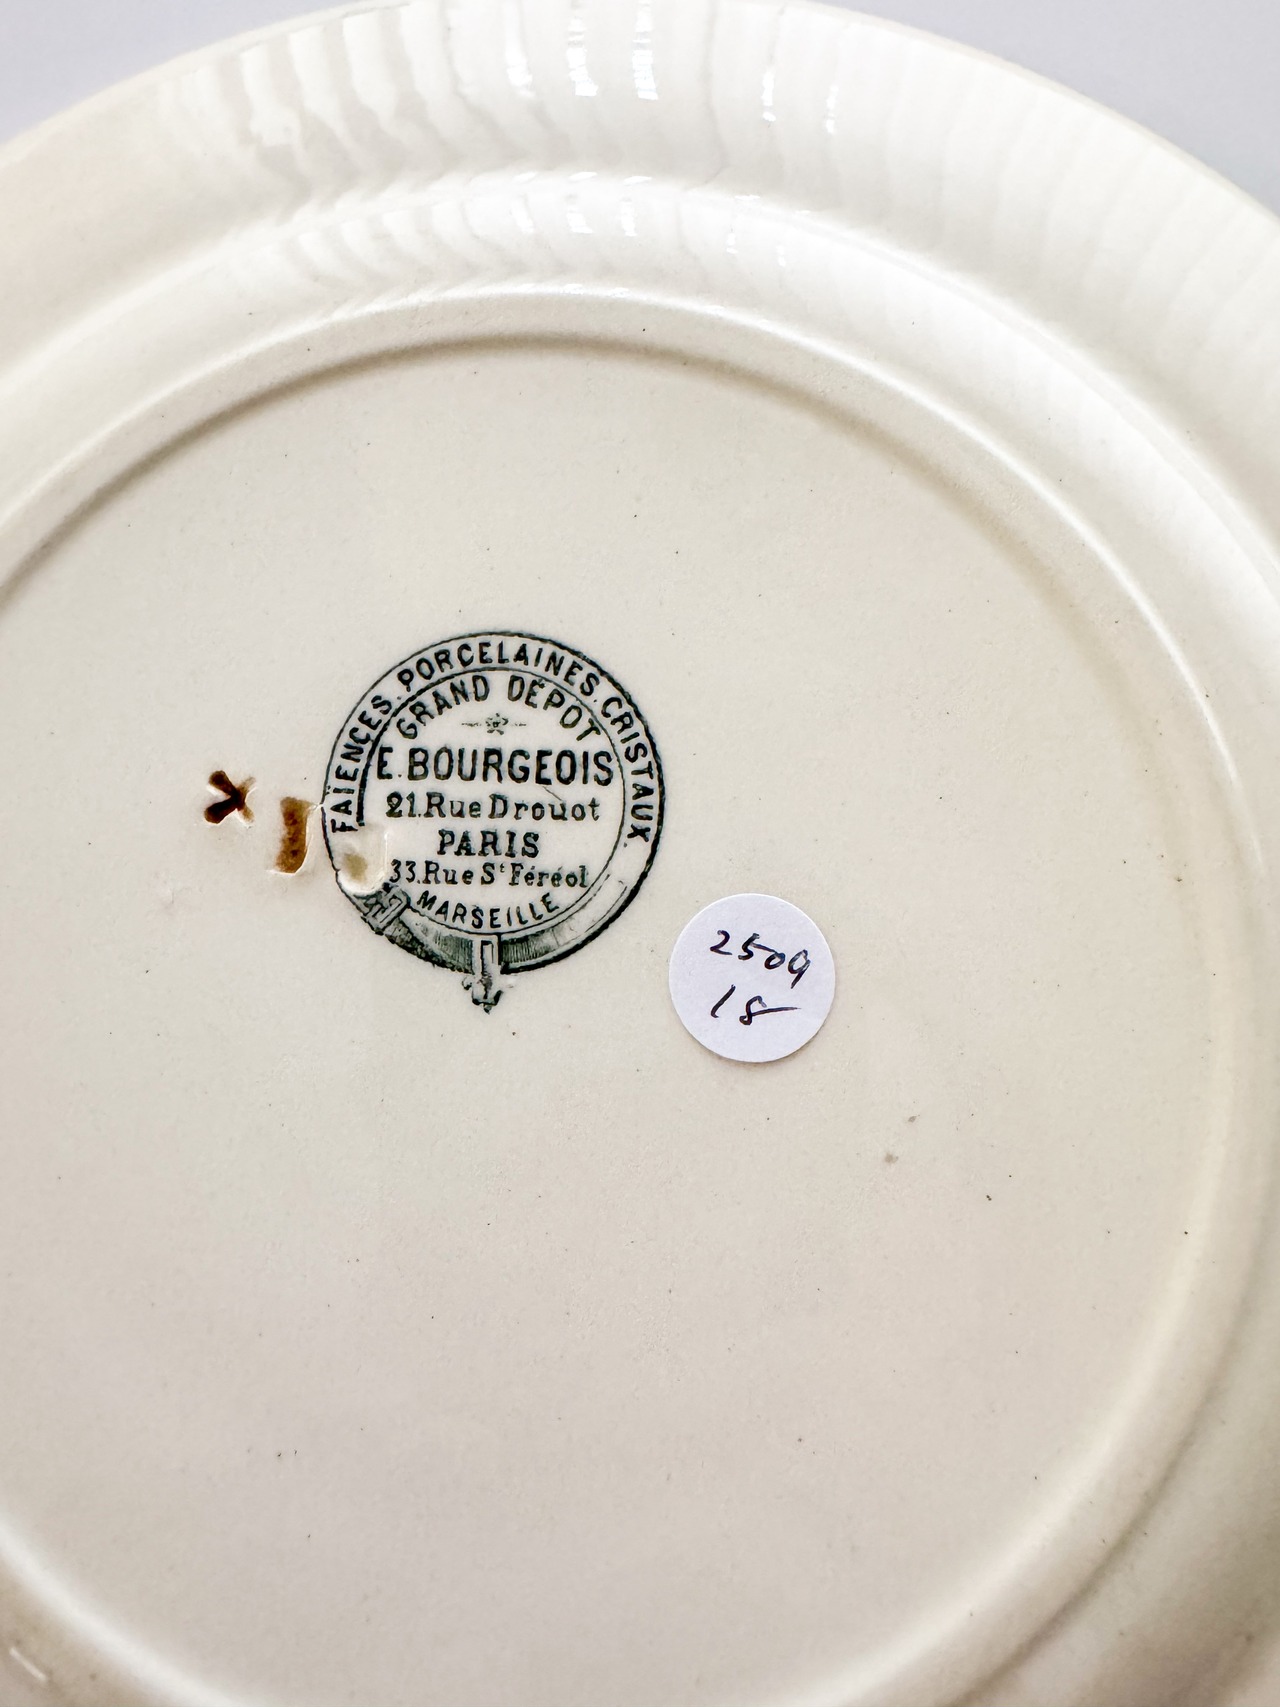 FAÏENCES. PORCELAINES. CRISTAUX.
GRAND DÉPOT
E. BOURGEOIS
21. Rue Drouot
PARIS
33. Rue St Féréol
MARSEILLE
2509
18